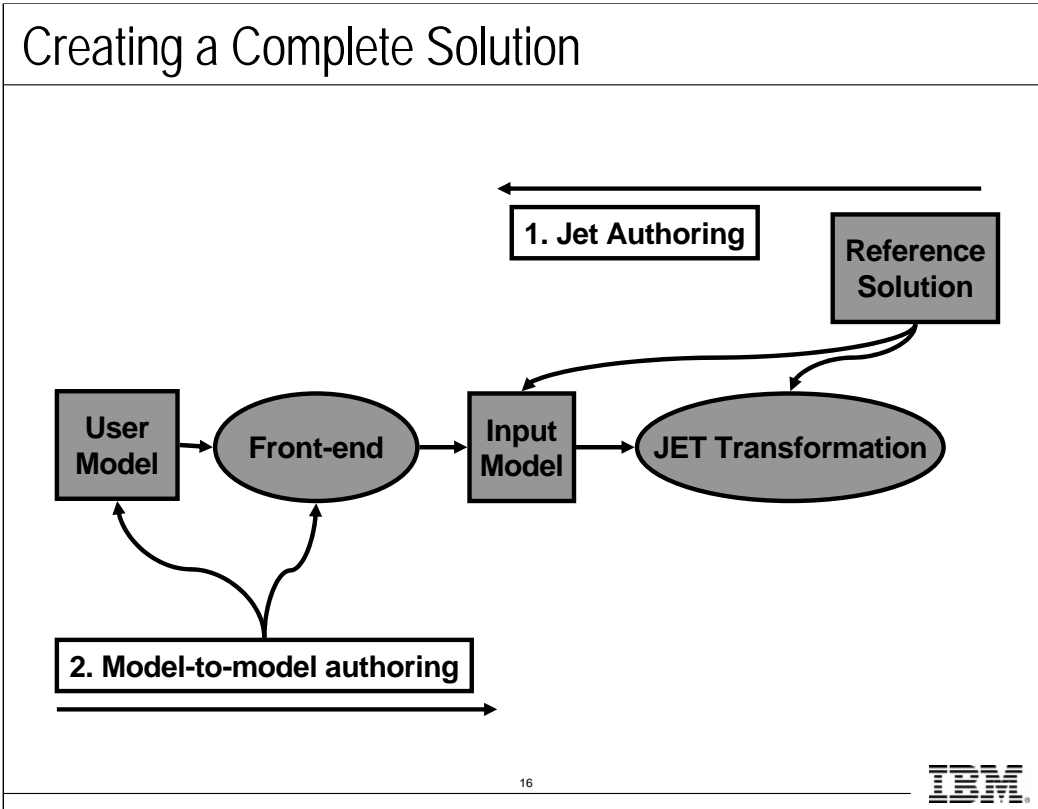 Creating a Complete Solution
1. Jet Authoring
Reference
Solution
User
Model
Front-end
Input
Model
JET Transformation
2. Model-to-model authoring
16
IBM®